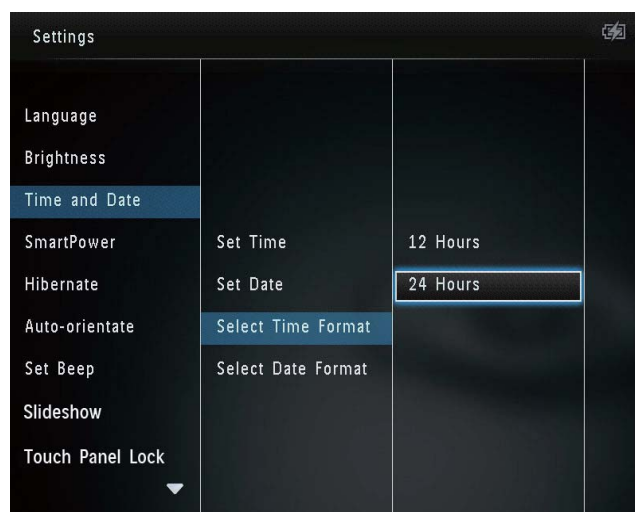 Settings
Language
Brightness
Time and Date
SmartPower
Set Time
12 Hours
Hibernate
Set Date
24 Hours
Auto-orientate
Select Time Format
Set Beep
Select Date Format
Slideshow
Touch Panel Lock